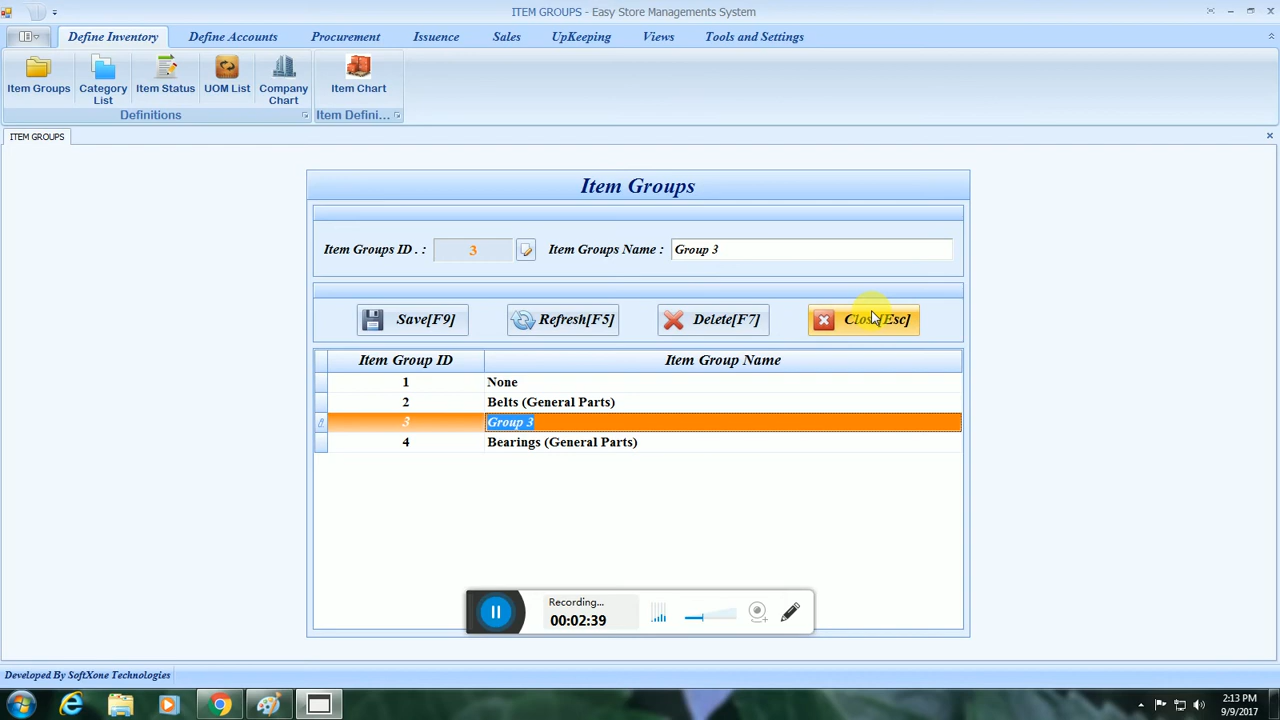 ITEM GROUPS - Easy Store Managements System
Define Inventory Define Accounts Procurement Issuence Sales UpKeeping Views Tools and Settings
Item Groups Category List Item Status UOM List Company Chart Item Chart
Definitions Item Defini...
ITEM GROUPS
Item Groups
Item Groups ID . : 3 Item Groups Name : Group 3
Save[F9] Refresh[F5] Delete[F7] Close[Esc]
Item Group ID Item Group Name
1 None
2 Belts (General Parts)
3 Group 3
4 Bearings (General Parts)
Recording...
00:02:39
Developed By SoftXone Technologies
2:13 PM
9/9/2017